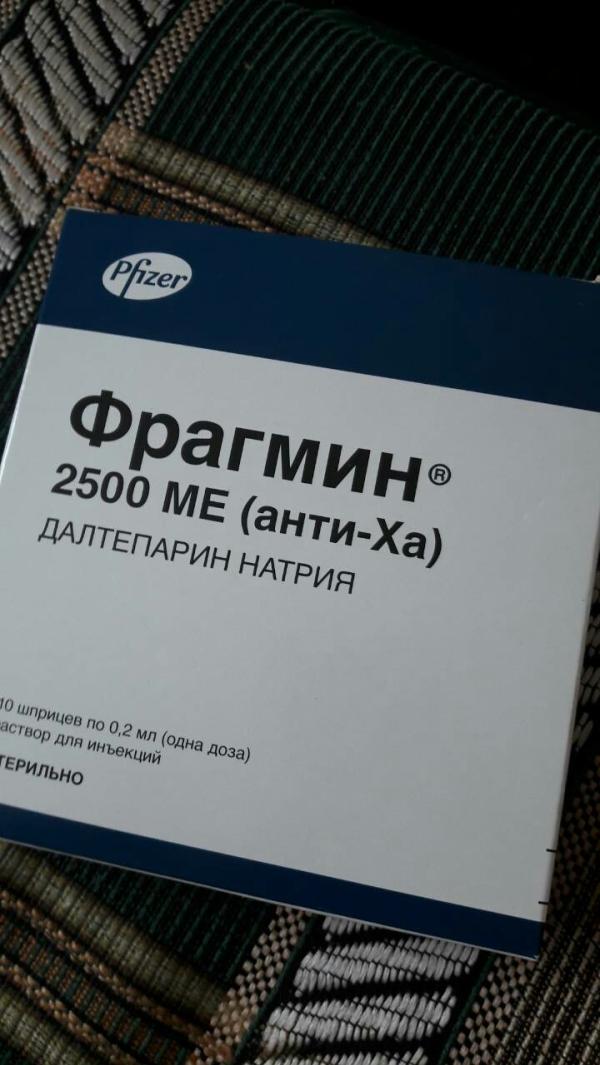 Pfizer
Фрагмин®
2500 МЕ (анти-Ха)
ДАЛТЕПАРИН НАТРИЯ
10 шприцев по 0,2 мл (одна доза)
аствор для инъекций
ТЕРИЛЬНО